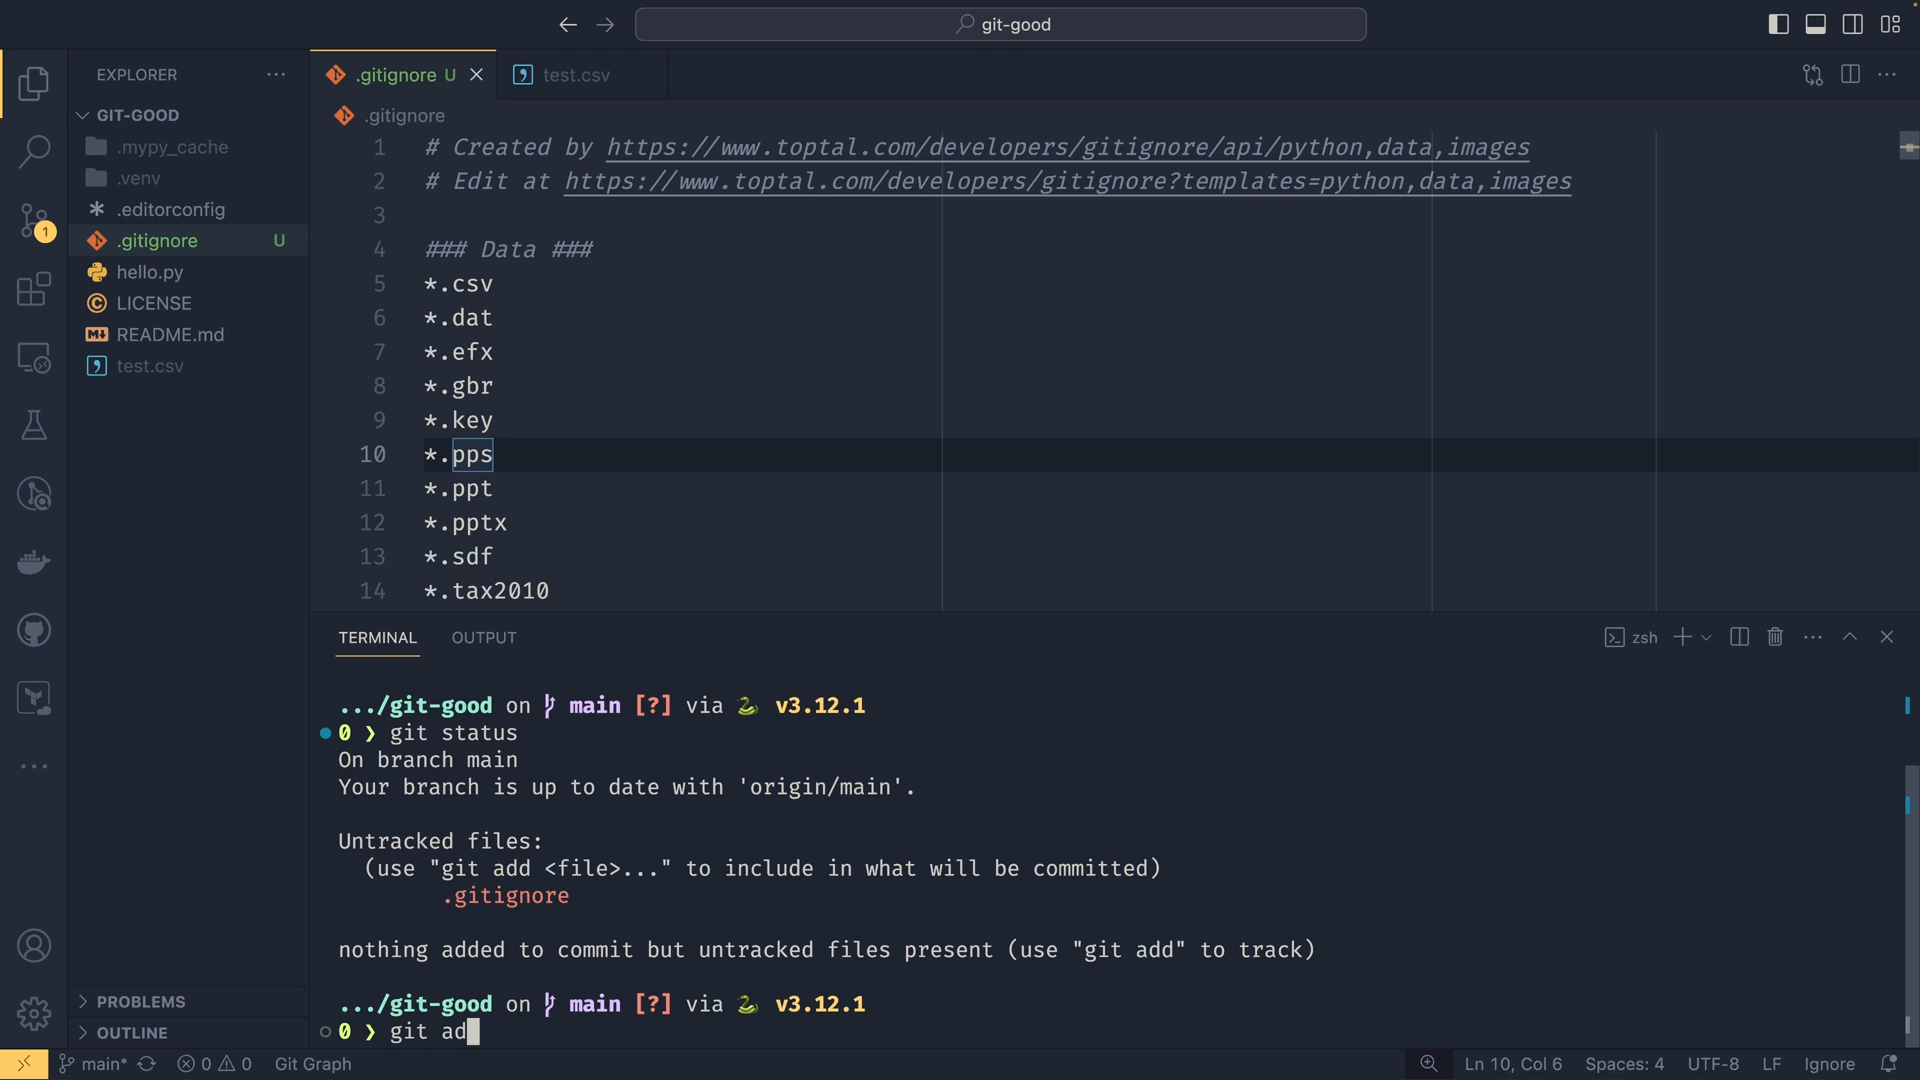 git-good
EXPLORER
GIT-GOOD
.mypy_cache
.venv
.editorconfig
.gitignore U
hello.py
LICENSE
README.md
test.csv
PROBLEMS
OUTLINE
1
.gitignore U
test.csv
.gitignore
1 # Created by https://www.toptal.com/developers/gitignore/api/python,data,images
2 # Edit at https://www.toptal.com/developers/gitignore?templates=python,data,images
3
4 ### Data ###
5 *.csv
6 *.dat
7 *.efx
8 *.gbr
9 *.key
10 *.pps
11 *.ppt
12 *.pptx
13 *.sdf
14 *.tax2010
TERMINAL OUTPUT
zsh
.../git-good on main [?] via v3.12.1
0 ❯ git status
On branch main
Your branch is up to date with 'origin/main'.
Untracked files:
(use "git add <file>..." to include in what will be committed)
.gitignore
nothing added to commit but untracked files present (use "git add" to track)
.../git-good on main [?] via v3.12.1
0 ❯ git ad
main* 0 0 Git Graph
Ln 10, Col 6 Spaces: 4 UTF-8 LF Ignore